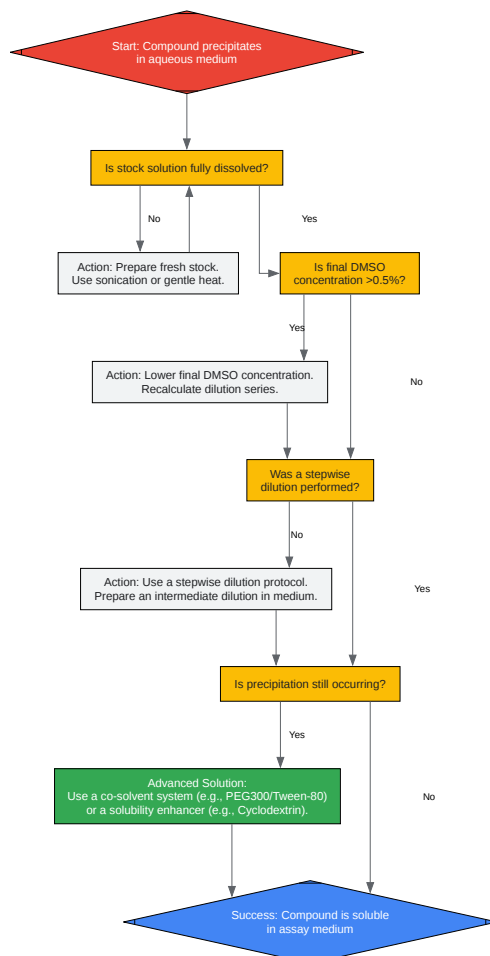 Start: Compound precipitates
in aqueous medium
Is stock solution fully dissolved?
No
Yes
Action: Prepare fresh stock.
Use sonication or gentle heat.
Is final DMSO
concentration >0.5%?
Yes
Action: Lower final DMSO concentration.
Recalculate dilution series.
No
Was a stepwise
dilution performed?
No
Action: Use a stepwise dilution protocol.
Prepare an intermediate dilution in medium.
Yes
Is precipitation still occurring?
Yes
Advanced Solution:
Use a co-solvent system (e.g., PEG300/Tween-80)
or a solubility enhancer (e.g., Cyclodextrin).
No
Success: Compound is soluble
in assay medium